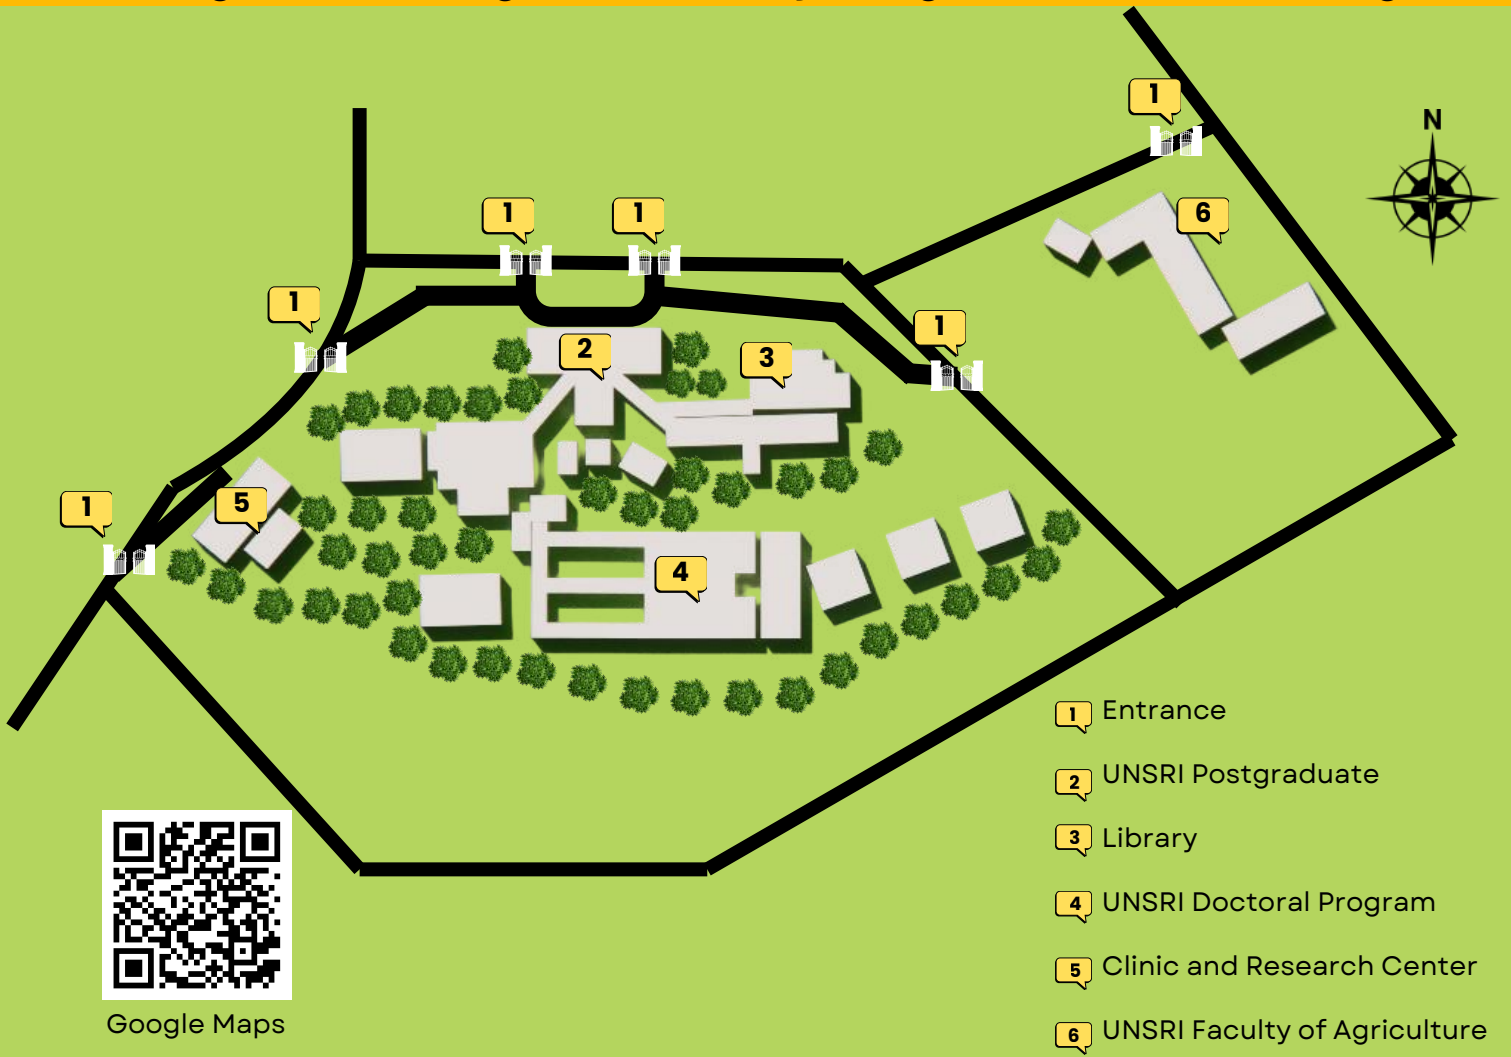 N
1
1
1
6
1
1
2
3
5
1
4
1 Entrance
2 UNSRI Postgraduate
3 Library
4 UNSRI Doctoral Program
5 Clinic and Research Center
6 UNSRI Faculty of Agriculture
Google Maps